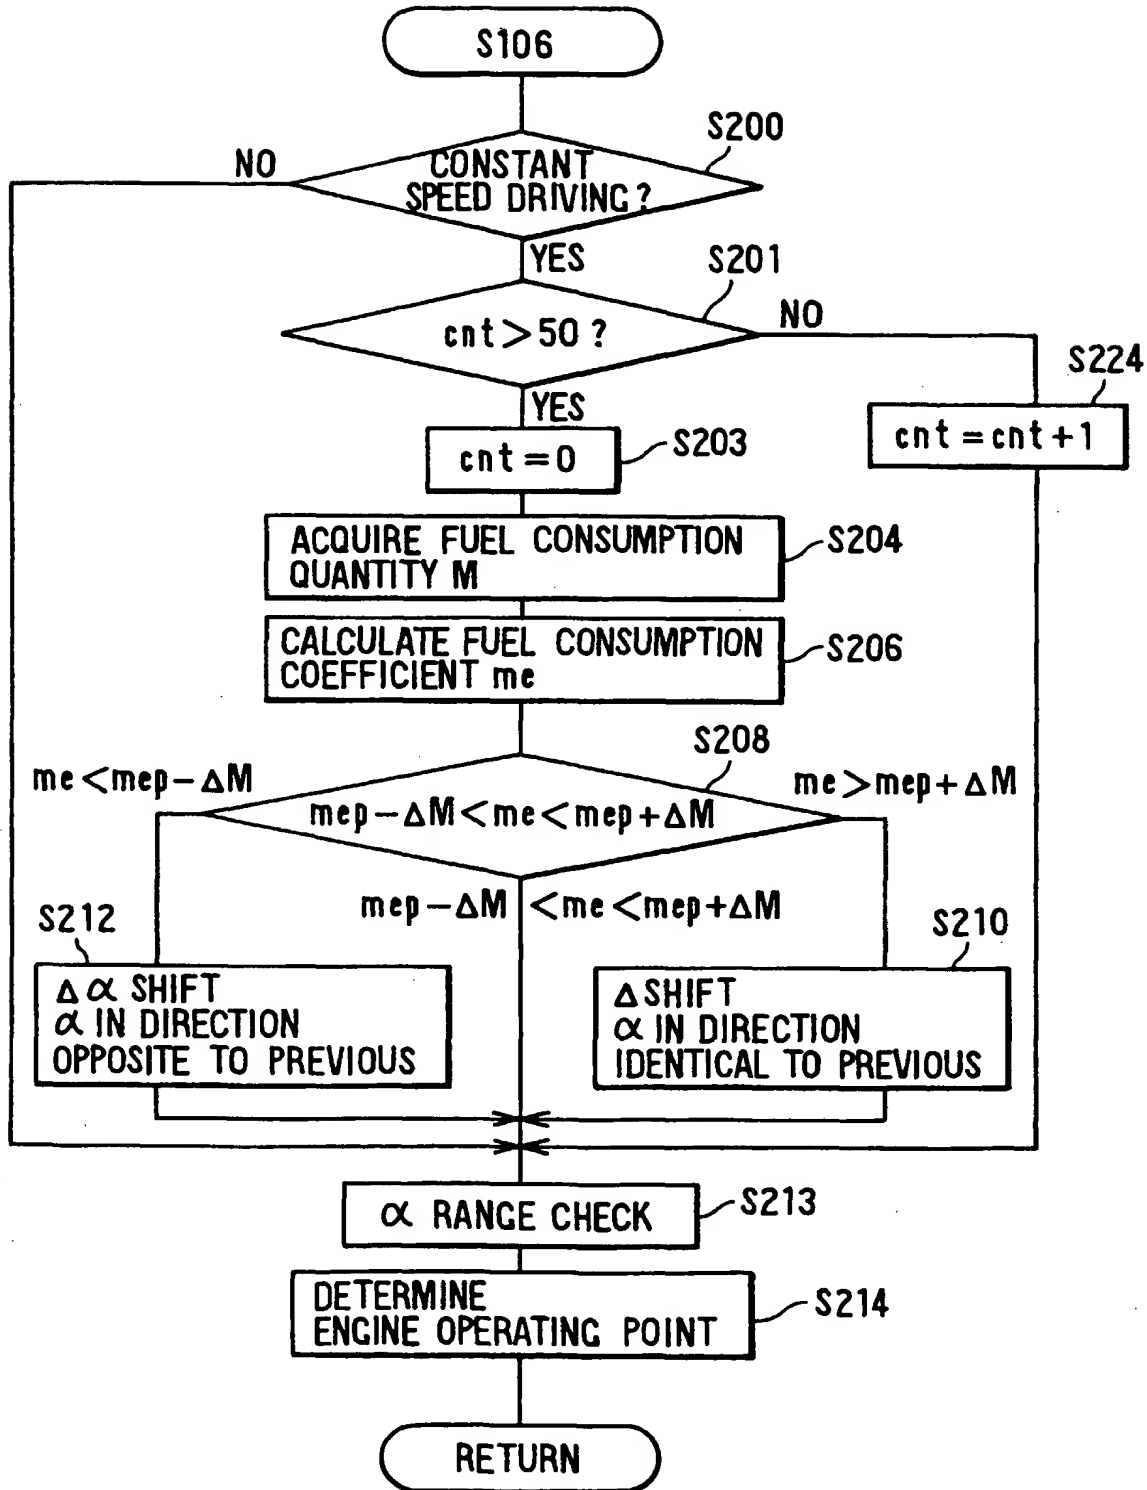 S106
S200
NO
CONSTANT
SPEED DRIVING?
YES
S201
cnt>50?
NO
S224
YES
cnt=cnt+1
cnt=0
S203
ACQUIRE FUEL CONSUMPTION
QUANTITY M
S204
CALCULATE FUEL CONSUMPTION
COEFFICIENT me
S206
S208
me<mep-ΔM
me>mep+ΔM
mep-ΔM<me<mep+ΔM
mep-ΔM <me<mep+ΔM
S212
S210
Δα SHIFT
α IN DIRECTION
OPPOSITE TO PREVIOUS
ΔSHIFT
α IN DIRECTION
IDENTICAL TO PREVIOUS
α RANGE CHECK
S213
DETERMINE
ENGINE OPERATING POINT
S214
RETURN